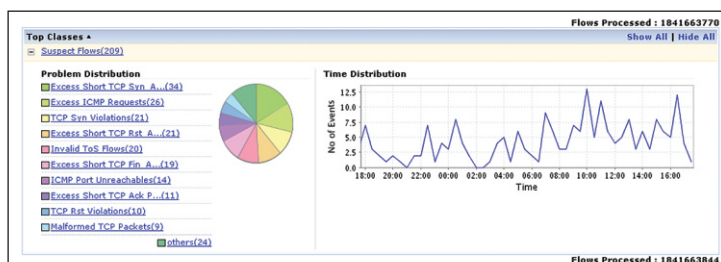 Flows Processed : 1841663770
Top Classes
Show All | Hide All
Suspect Flows(209)
Problem Distribution
Excess Short TCP Syn_A...(34)
Excess ICMP Requests(26)
TCP Syn Violations(21)
Excess Short TCP Rst_A...(21)
Invalid ToS Flows(20)
Excess Short TCP Fin_A...(19)
ICMP Port Unreachables(14)
Excess Short TCP Ack_P...(11)
TCP Rst Violations(10)
Malformed TCP Packets(9)
others(24)
Time Distribution
No of Events
12.5
10.0
7.5
5.0
2.5
0.0
18:00 20:00 22:00 00:00 02:00 04:00 06:00 08:00 10:00 12:00 14:00 16:00
Time
Flows Processed : 1841663844